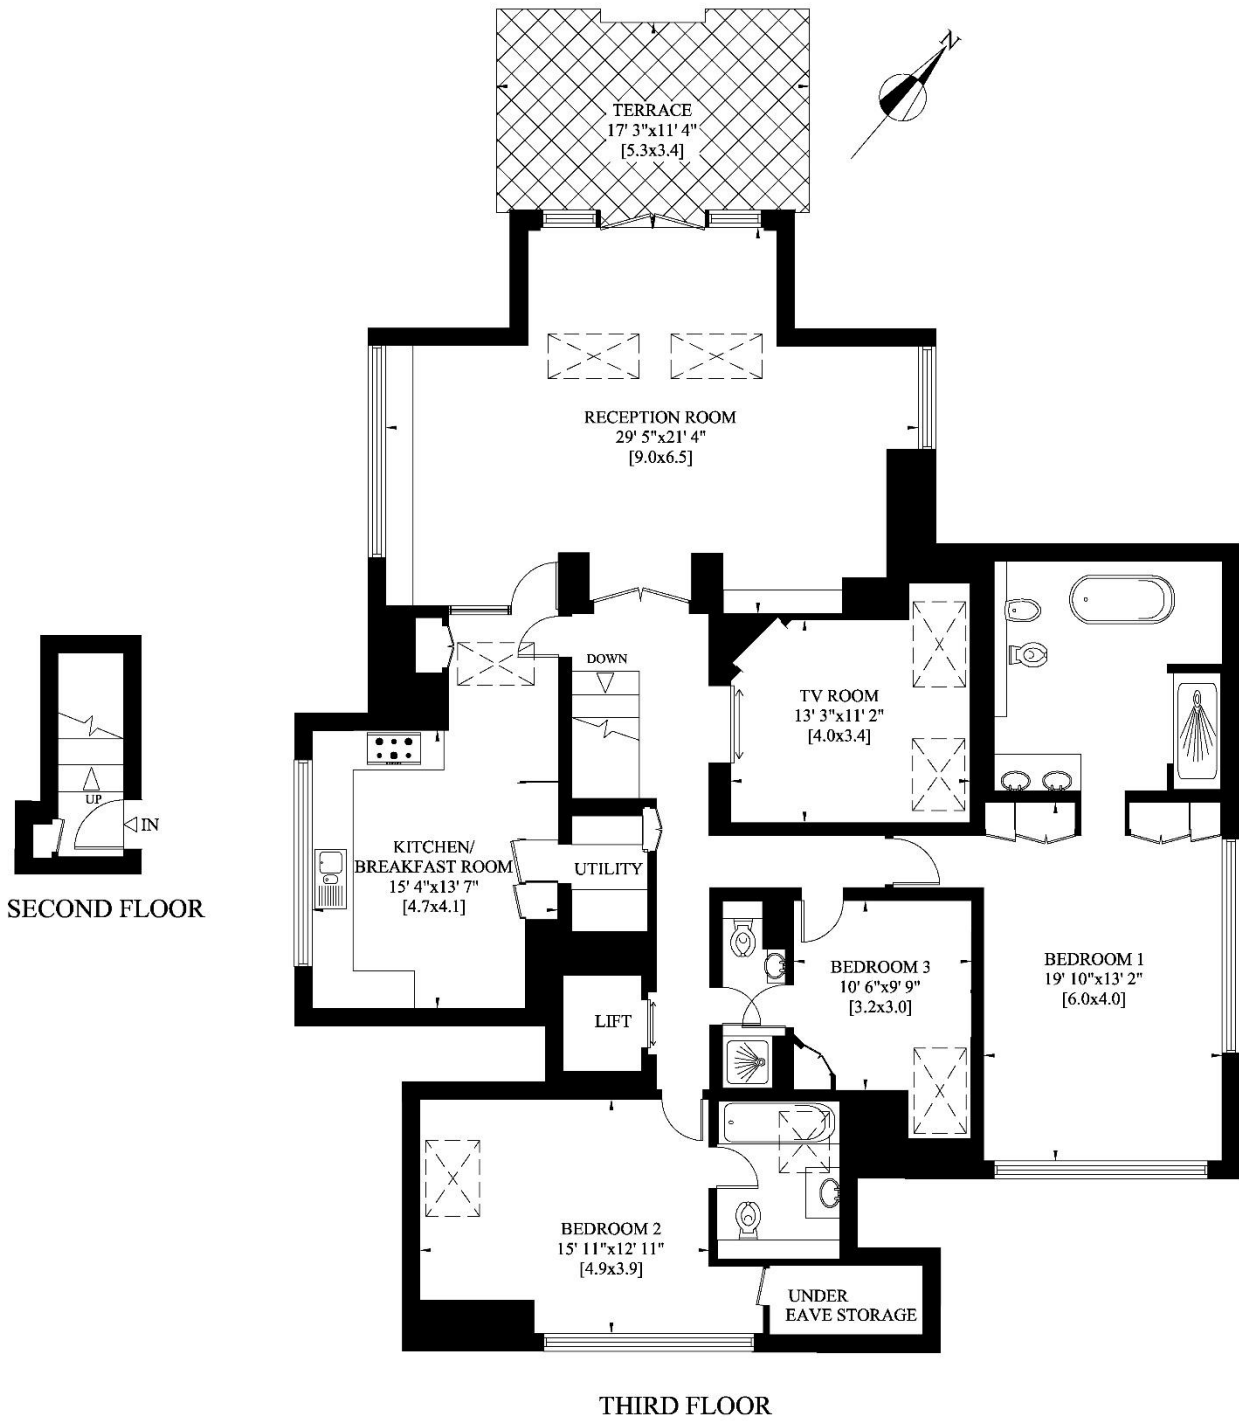 N
TERRACE
17' 3"x11' 4"
[5.3x3.4]
RECEPTION ROOM
29' 5"x21' 4"
[9.0x6.5]
DOWN
TV ROOM
13' 3"x11' 2"
[4.0x3.4]
UP
IN
SECOND FLOOR
KITCHEN/
BREAKFAST ROOM
15' 4"x13' 7"
[4.7x4.1]
UTILITY
LIFT
BEDROOM 3
10' 6"x9' 9"
[3.2x3.0]
BEDROOM 1
19' 10"x13' 2"
[6.0x4.0]
BEDROOM 2
15' 11"x12' 11"
[4.9x3.9]
UNDER
EAVE STORAGE
THIRD FLOOR